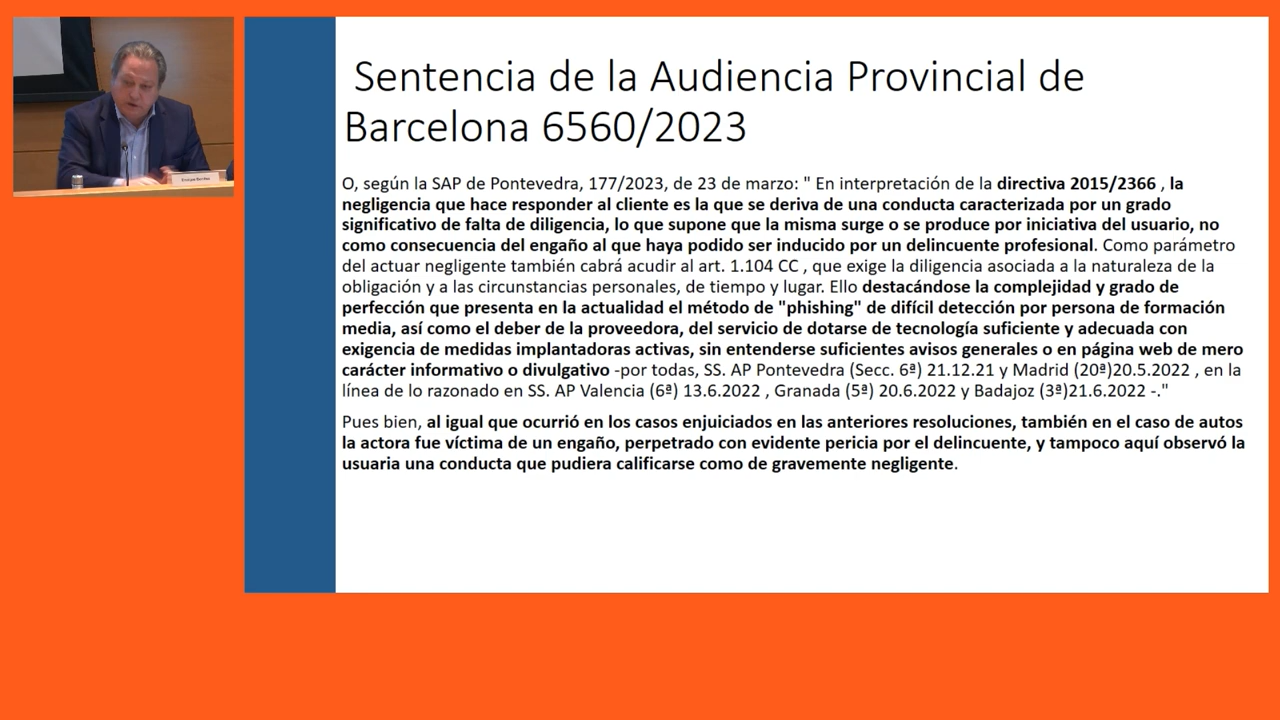 Sentencia de la Audiencia Provincial de
Barcelona 6560/2023
O, según la SAP de Pontevedra, 177/2023, de 23 de marzo: " En interpretación de la directiva 2015/2366 , la
negligencia que hace responder al cliente es la que se deriva de una conducta caracterizada por un grado
significativo de falta de diligencia, lo que supone que la misma surge o se produce por iniciativa del usuario, no
como consecuencia del engaño al que haya podido ser inducido por un delincuente profesional. Como parámetro
del actuar negligente también cabrá acudir al art. 1.104 CC , que exige la diligencia asociada a la naturaleza de la
obligación y a las circunstancias personales, de tiempo y lugar. Ello destacándose la complejidad y grado de
perfección que presenta en la actualidad el método de "phishing" de difícil detección por persona de formación
media, así como el deber de la proveedora, del servicio de dotarse de tecnología suficiente y adecuada con
exigencia de medidas implantadoras activas, sin entenderse suficientes avisos generales o en página web de mero
carácter informativo o divulgativo -por todas, SS. AP Pontevedra (Secc. 6ª) 21.12.21 y Madrid (20ª)20.5.2022 , en la
línea de lo razonado en SS. AP Valencia (6ª) 13.6.2022 , Granada (5ª) 20.6.2022 y Badajoz (3ª)21.6.2022 -."
Pues bien, al igual que ocurrió en los casos enjuiciados en las anteriores resoluciones, también en el caso de autos
la actora fue víctima de un engaño, perpetrado con evidente pericia por el delincuente, y tampoco aquí observó la
usuaria una conducta que pudiera calificarse como de gravemente negligente.